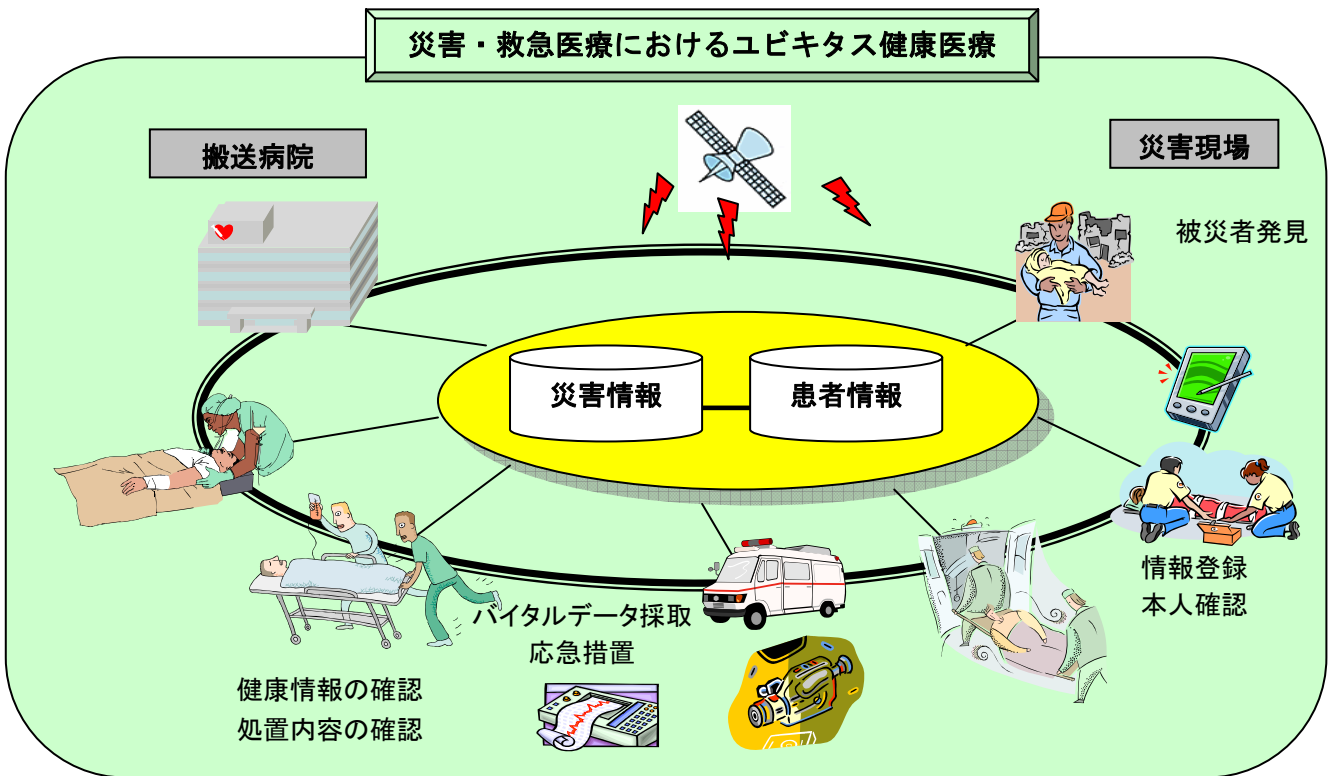 災害・救急医療におけるユビキタス健康医療
搬送病院
災害現場
被災者発見
災害情報
患者情報
情報登録
本人確認
バイタルデータ採取
応急措置
健康情報の確認
処置内容の確認